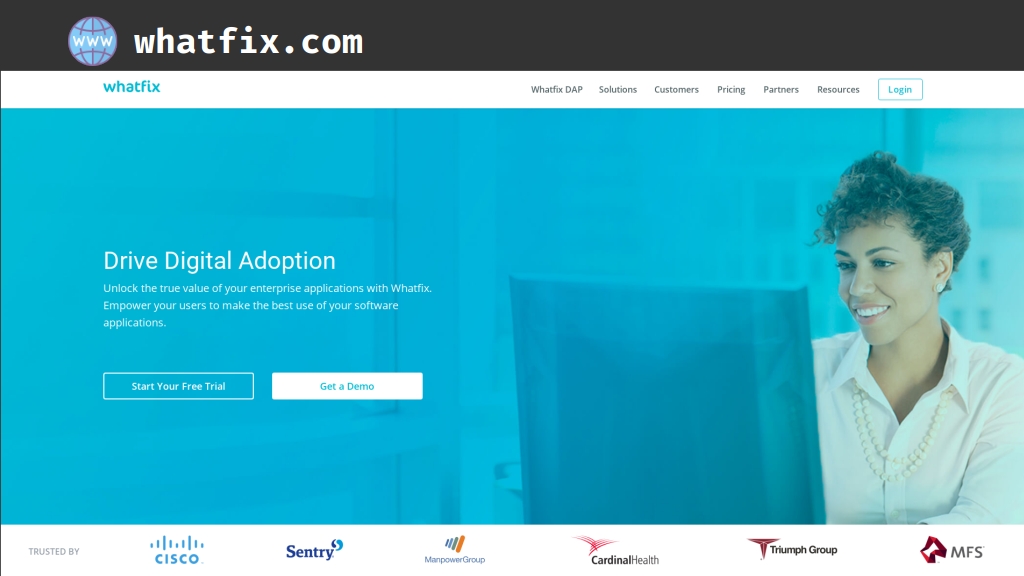 WWW
whatfix.com
whatfix
Whatfix DAP Solutions Customers Pricing Partners Resources Login
Drive Digital Adoption
Unlock the true value of your enterprise applications with Whatfix.
Empower your users to make the best use of your software
applications.
Start Your Free Trial Get a Demo
TRUSTED BY CISCO Sentry ManpowerGroup CardinalHealth Triumph Group MFS